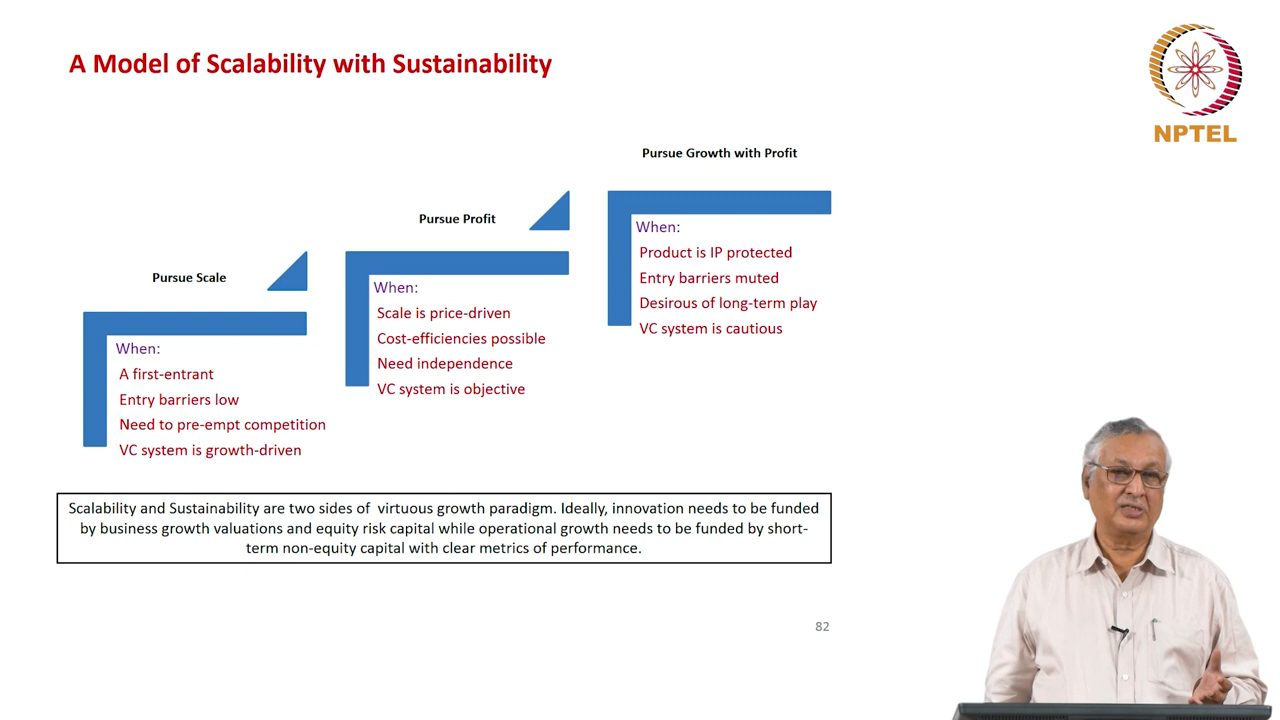 A Model of Scalability with Sustainability
NPTEL
Pursue Growth with Profit
When:
Product is IP protected
Entry barriers muted
Desirous of long-term play
VC system is cautious
Pursue Profit
When:
Scale is price-driven
Cost-efficiencies possible
Need independence
VC system is objective
Pursue Scale
When:
A first-entrant
Entry barriers low
Need to pre-empt competition
VC system is growth-driven
Scalability and Sustainability are two sides of virtuous growth paradigm. Ideally, innovation needs to be funded
by business growth valuations and equity risk capital while operational growth needs to be funded by short-
term non-equity capital with clear metrics of performance.
82